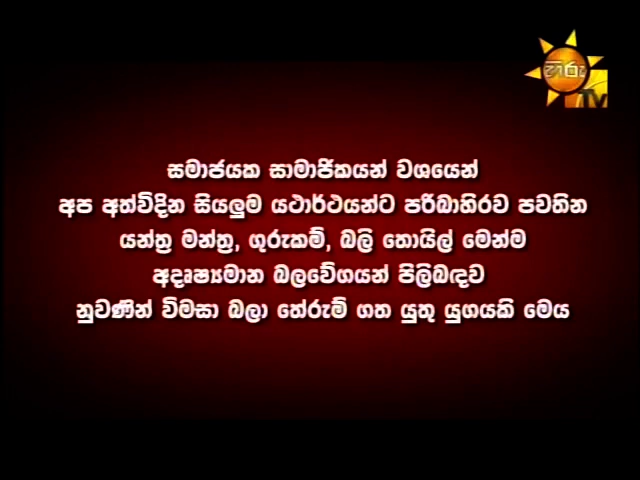 හිරු
TV
සමාජයක සාමාජිකයන් වශයෙන්
අප අත්විඳින සියලුම යථාර්ථයන්ට පරිබාහිරව පවතින
යන්ත්‍ර මන්ත්‍ර, ගුරුකම්, බලි තොයිල් මෙන්ම
අදෘෂ්‍යමාන බලවේගයන් පිළිබඳව
නුවණින් විමසා බලා තේරුම් ගත යුතු යුගයකි මෙය